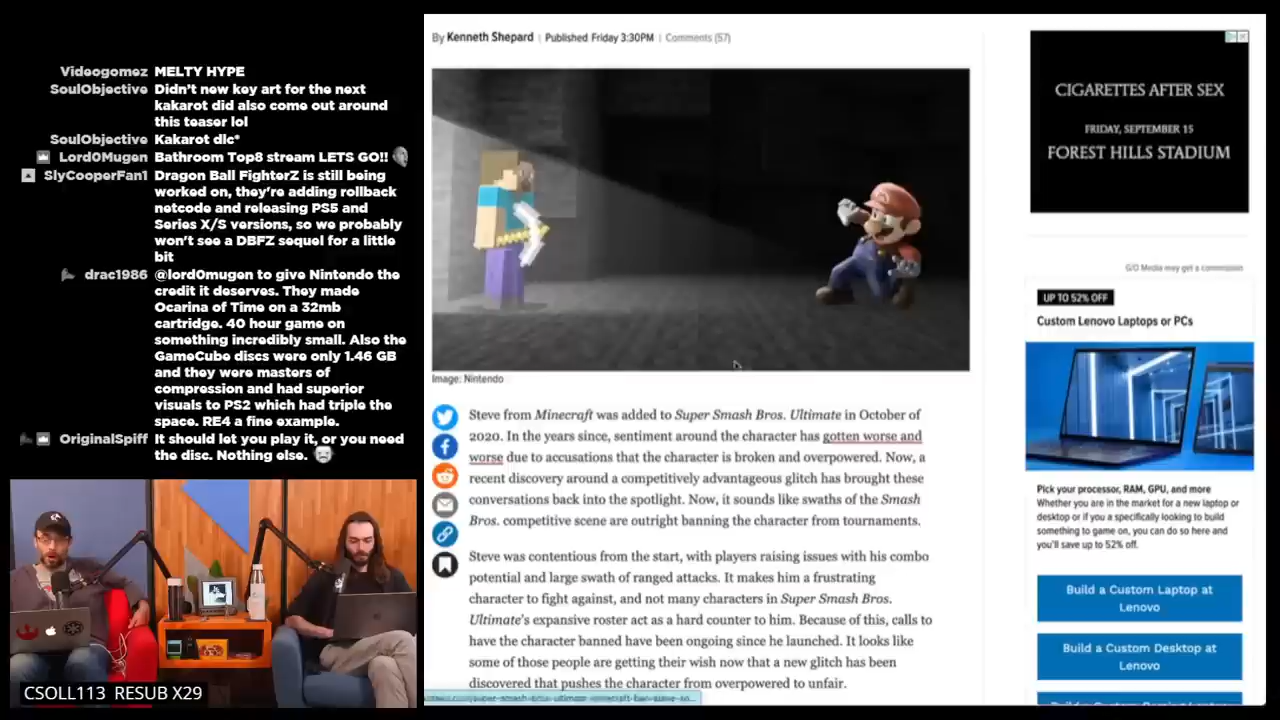 Videogomez MELTY HYPE
SoulObjective Didn't new key art for the next
kakarot did also come out around
this teaser lol
SoulObjective Kakarot dlc*
Lord0Mugen Bathroom Top8 stream LETS GO!!
SlyCooperFan1 Dragon Ball FighterZ is still being
worked on, they're adding rollback
netcode and releasing PS5 and
Series X/S versions, so we probably
won't see a DBFZ sequel for a little
bit
drac1986 @lord0mugen to give Nintendo the
credit it deserves. They made
Ocarina of Time on a 32mb
cartridge. 40 hour game on
something incredibly small. Also the
GameCube discs were only 1.46 GB
and they were masters of
compression and had superior
visuals to PS2 which had triple the
space. RE4 a fine example.
OriginalSpiff It should let you play it, or you need
the disc. Nothing else.
CSOLL113 RESUB X29
By Kenneth Shepard | Published Friday 3:30PM | Comments (57)
Image: Nintendo
Steve from Minecraft was added to Super Smash Bros. Ultimate in October of
2020. In the years since, sentiment around the character has gotten worse and
worse due to accusations that the character is broken and overpowered. Now, a
recent discovery around a competitively advantageous glitch has brought these
conversations back into the spotlight. Now, it sounds like swaths of the Smash
Bros. competitive scene are outright banning the character from tournaments.
Steve was contentious from the start, with players raising issues with his combo
potential and large swath of ranged attacks. It makes him a frustrating
character to fight against, and not many characters in Super Smash Bros.
Ultimate's expansive roster act as a hard counter to him. Because of this, calls to
have the character banned have been ongoing since he launched. It looks like
some of those people are getting their wish now that a new glitch has been
discovered that pushes the character from overpowered to unfair.
CIGARETTES AFTER SEX
FRIDAY, SEPTEMBER 15
FOREST HILLS STADIUM
G/O Media may get a commission
UP TO 52% OFF
Custom Lenovo Laptops or PCs
Pick your processor, RAM, GPU, and more
Whether you are in the market for a new laptop or
desktop or if you a specifically looking to build
something to game on, you can do so here and
you'll save up to 52% off.
Build a Custom Laptop at
Lenovo
Build a Custom Desktop at
Lenovo